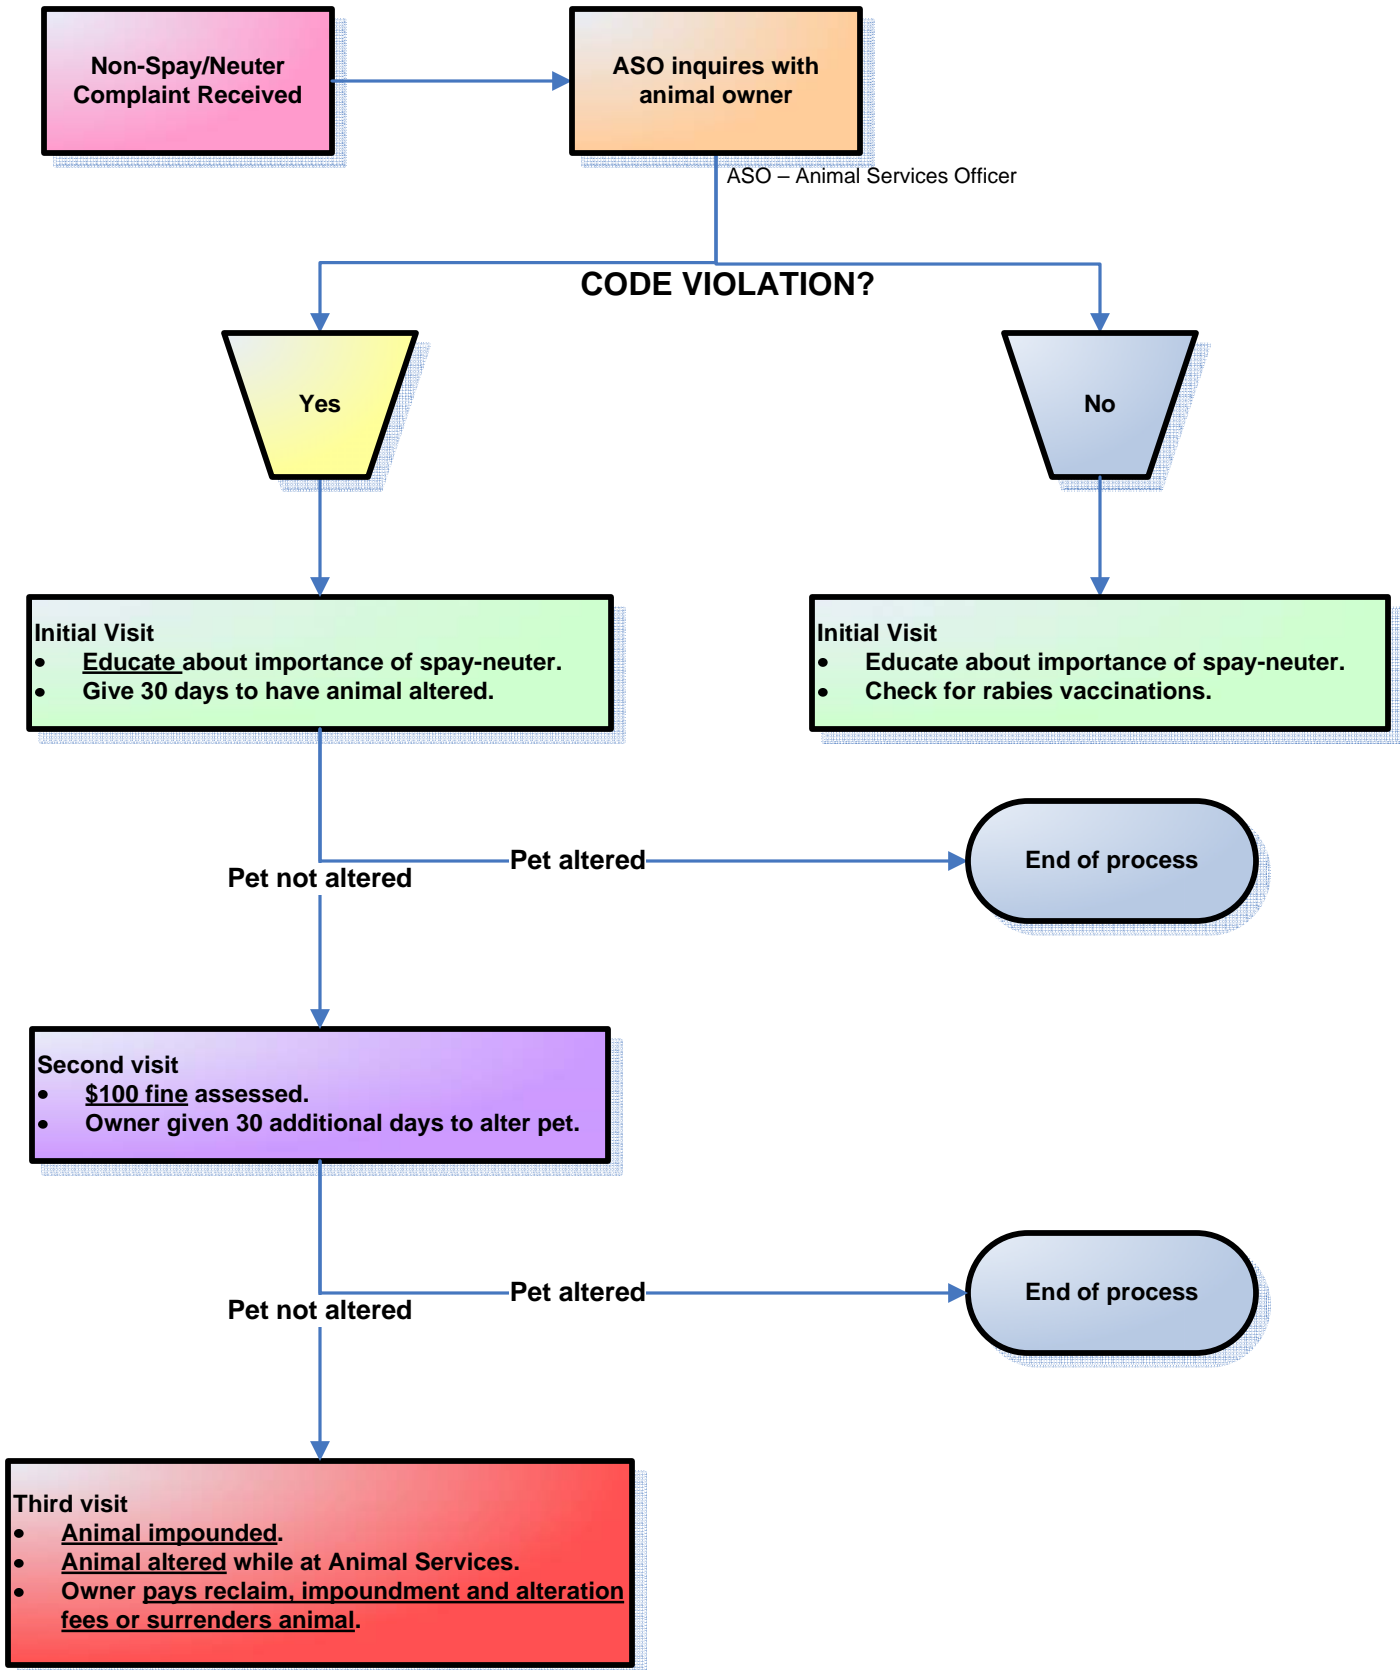 Non-Spay/Neuter
Complaint Received
ASO inquires with
animal owner
ASO – Animal Services Officer
CODE VIOLATION?
Yes
No
Initial Visit
• Educate about importance of spay-neuter.
• Give 30 days to have animal altered.
Initial Visit
• Educate about importance of spay-neuter.
• Check for rabies vaccinations.
Pet altered
End of process
Pet not altered
Second visit
• $100 fine assessed.
• Owner given 30 additional days to alter pet.
Pet altered
End of process
Pet not altered
Third visit
• Animal impounded.
• Animal altered while at Animal Services.
• Owner pays reclaim, impoundment and alteration
fees or surrenders animal.